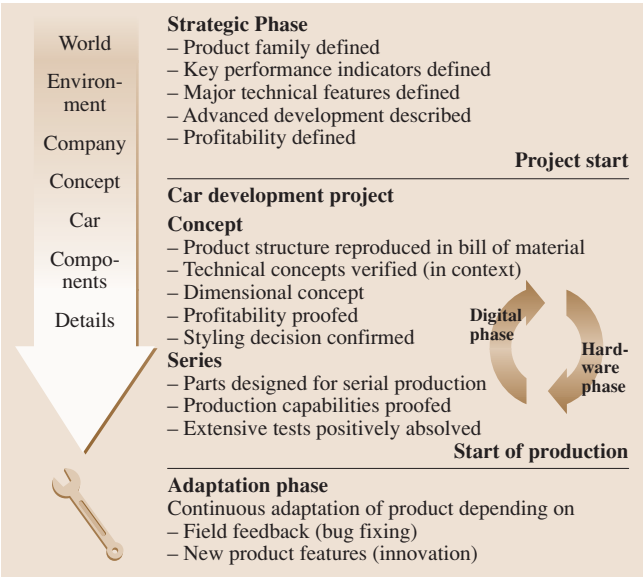 World
Environ-
ment
Company
Concept
Car
Compo-
nents
Details
Strategic Phase
– Product family defined
– Key performance indicators defined
– Major technical features defined
– Advanced development described
– Profitability defined
Project start
Car development project
Concept
– Product structure reproduced in bill of material
– Technical concepts verified (in context)
– Dimensional concept
– Profitability proofed
– Styling decision confirmed
Digital
phase
Hard-
ware
phase
Series
– Parts designed for serial production
– Production capabilities proofed
– Extensive tests positively absolved
Start of production
Adaptation phase
Continuous adaptation of product depending on
– Field feedback (bug fixing)
– New product features (innovation)